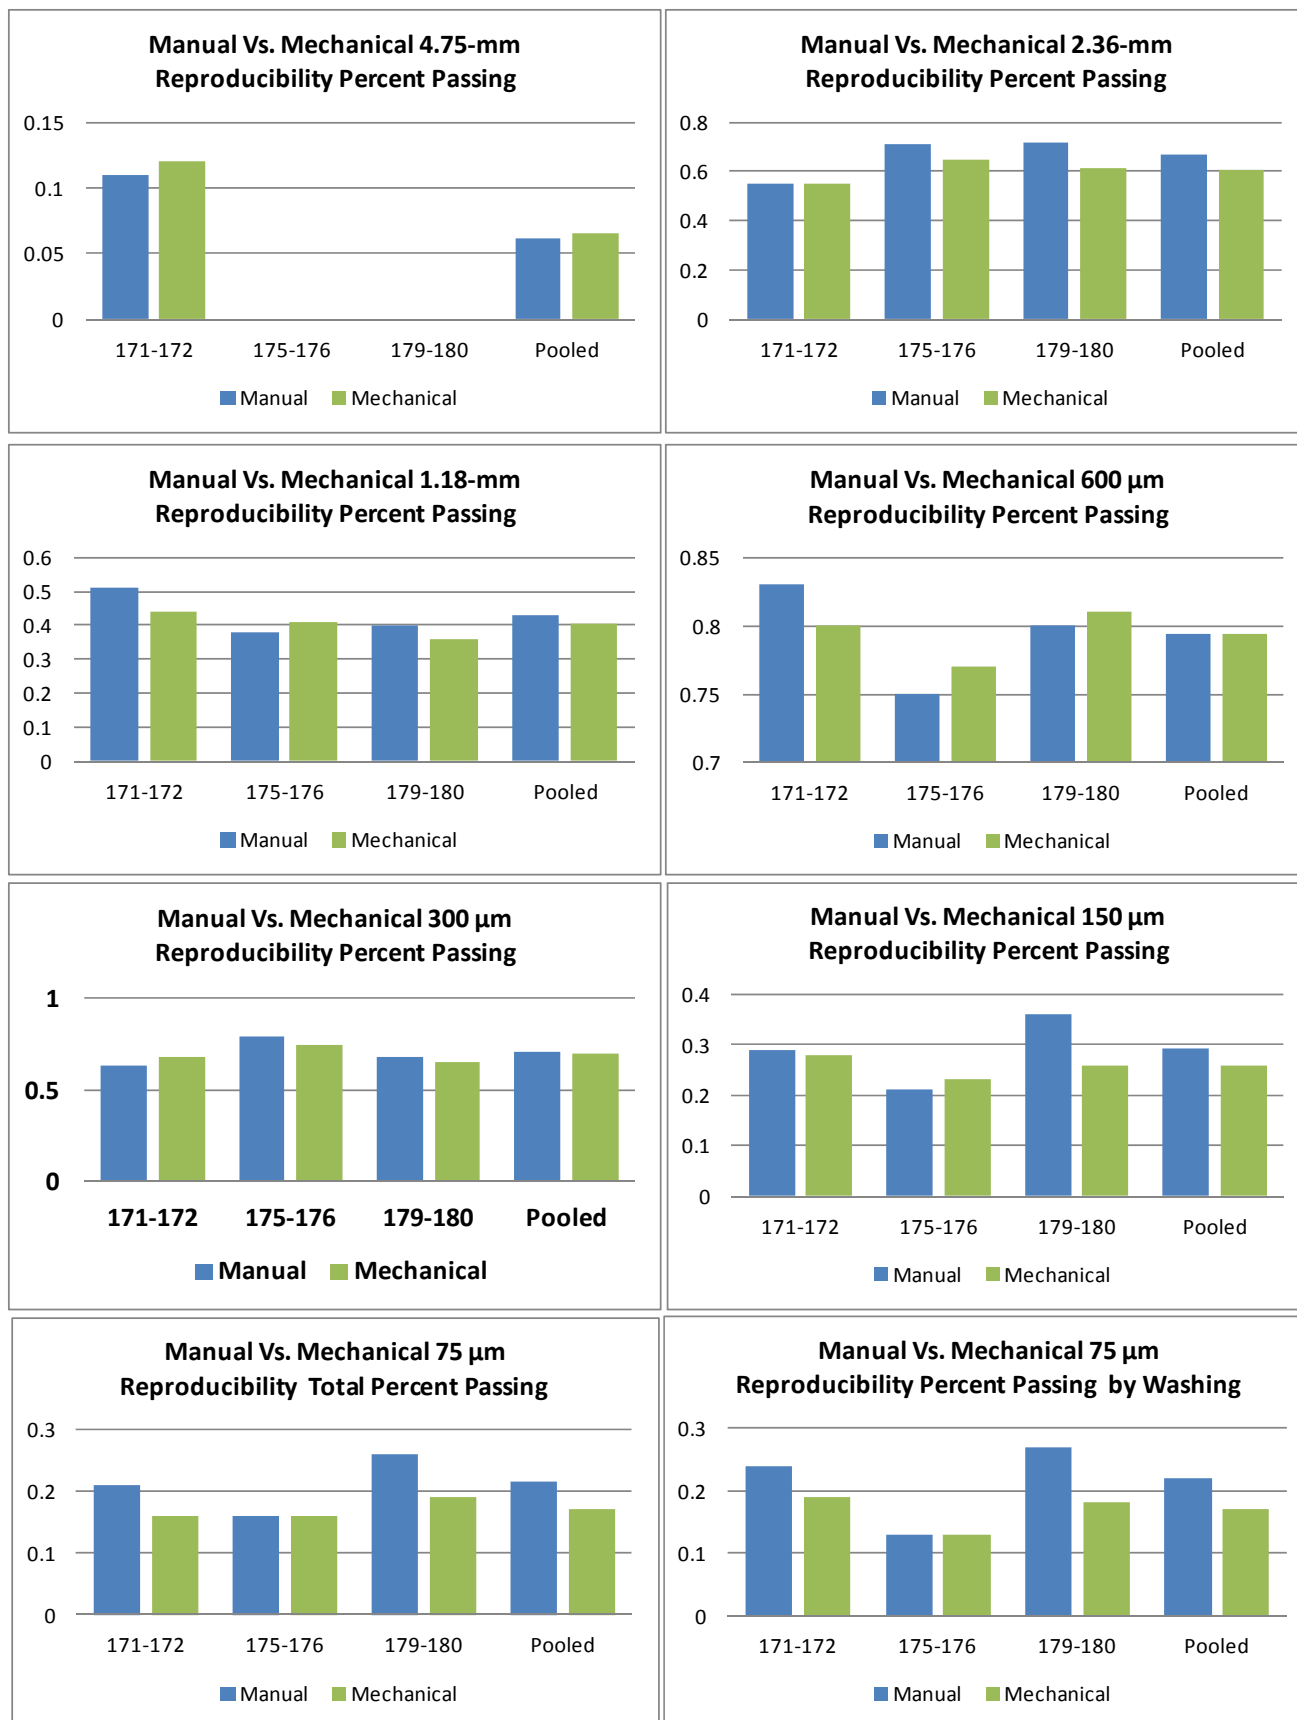 Manual Vs. Mechanical 4.75-mm
Reproducibility Percent Passing
0.15
0.1
0.05
0
171-172 175-176 179-180 Pooled
Manual Mechanical
Manual Vs. Mechanical 2.36-mm
Reproducibility Percent Passing
0.8
0.6
0.4
0.2
0
171-172 175-176 179-180 Pooled
Manual Mechanical
Manual Vs. Mechanical 1.18-mm
Reproducibility Percent Passing
0.6
0.5
0.4
0.3
0.2
0.1
0
171-172 175-176 179-180 Pooled
Manual Mechanical
Manual Vs. Mechanical 600 µm
Reproducibility Percent Passing
0.85
0.8
0.75
0.7
171-172 175-176 179-180 Pooled
Manual Mechanical
Manual Vs. Mechanical 300 µm
Reproducibility Percent Passing
1
0.5
0
171-172 175-176 179-180 Pooled
Manual Mechanical
Manual Vs. Mechanical 150 µm
Reproducibility Percent Passing
0.4
0.3
0.2
0.1
0
171-172 175-176 179-180 Pooled
Manual Mechanical
Manual Vs. Mechanical 75 µm
Reproducibility Total Percent Passing
0.3
0.2
0.1
0
171-172 175-176 179-180 Pooled
Manual Mechanical
Manual Vs. Mechanical 75 µm
Reproducibility Percent Passing by Washing
0.3
0.2
0.1
0
171-172 175-176 179-180 Pooled
Manual Mechanical